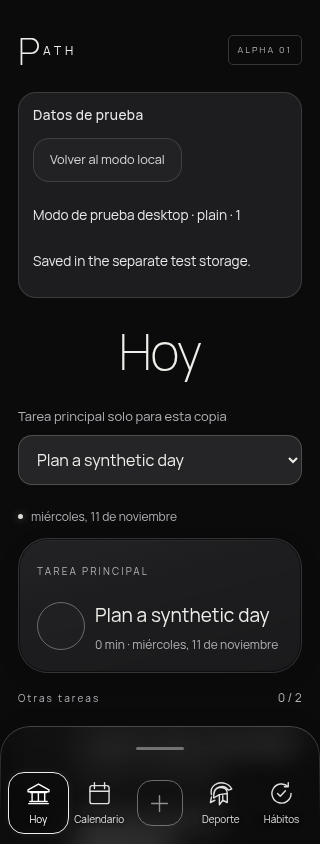 PATH
ALPHA 01
Datos de prueba
Volver al modo local
Modo de prueba desktop · plain · 1
Saved in the separate test storage.
Hoy
Tarea principal solo para esta copia
Plan a synthetic day
miércoles, 11 de noviembre
TAREA PRINCIPAL
Plan a synthetic day
0 min · miércoles, 11 de noviembre
Otras tareas
0 / 2
Hoy
Calendario
Deporte
Hábitos